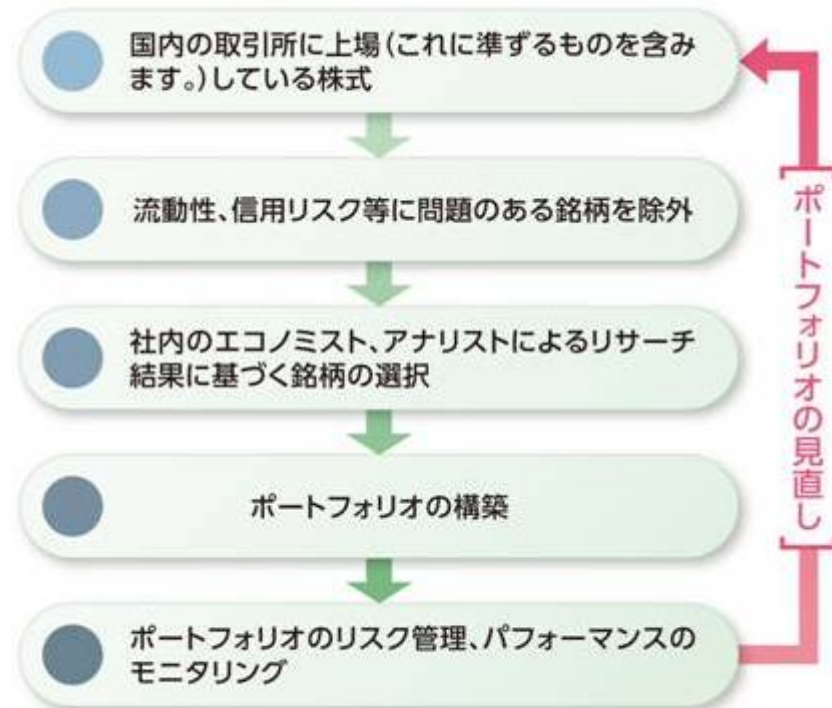 国内の取引所に上場(これに準ずるものを含み
ます。)している株式
流動性、信用リスク等に問題のある銘柄を除外
社内のエコノミスト、アナリストによるリサーチ
結果に基づく銘柄の選択
ポートフォリオの構築
ポートフォリオのリスク管理、パフォーマンスの
モニタリング
ポートフォリオの見直し